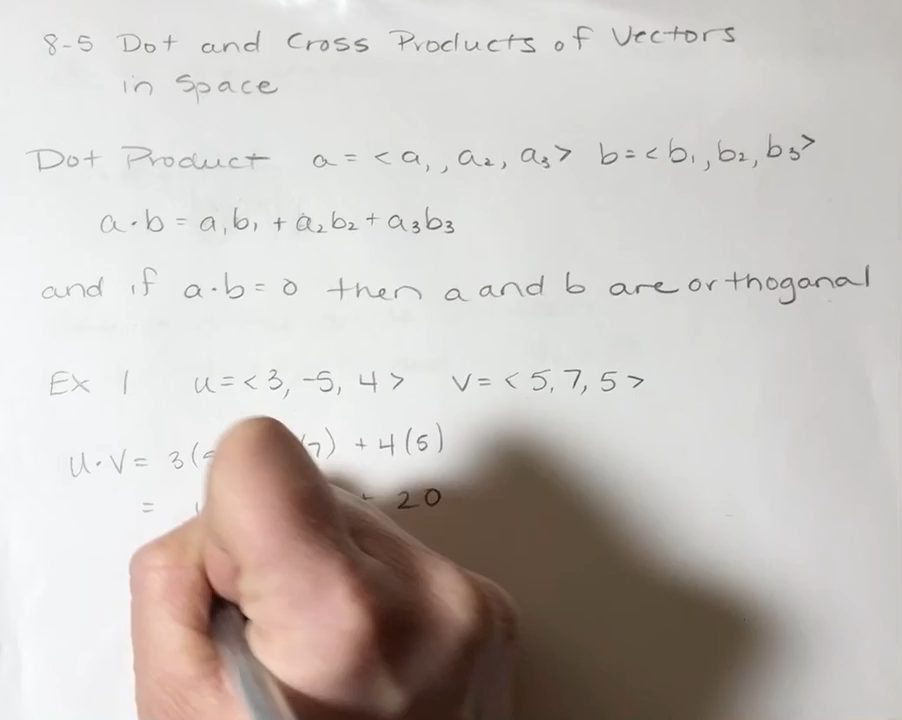 8-5 Dot and Cross Products of Vectors
in Space
Dot Product a = <a₁, a₂, a₃> b = <b₁, b₂, b₃>
a·b = a₁b₁ + a₂b₂ + a₃b₃
and if a·b = 0 then a and b are orthoganal
Ex 1 u = <3, -5, 4> v = <5, 7, 5>
u·v = 3( 7) + 4(5)
= 20